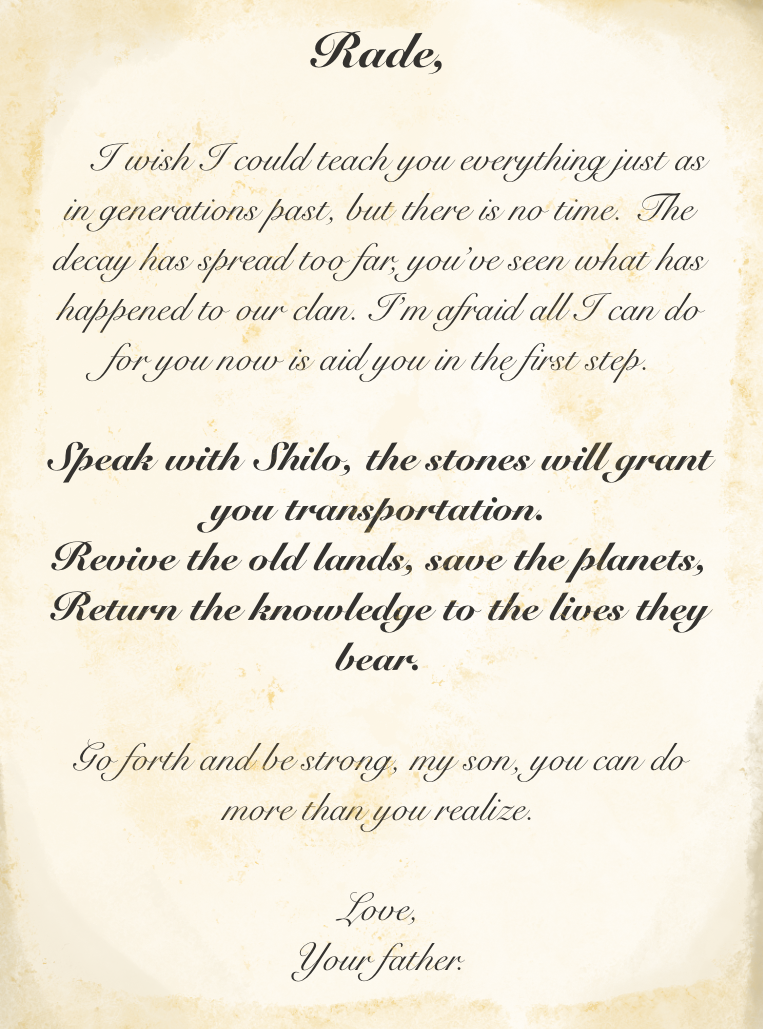 Rade,
I wish I could teach you everything just as
in generations past, but there is no time. The
decay has spread too far, you've seen what has
happened to our clan. I'm afraid all I can do
for you now is aid you in the first step.
Speak with Shilo, the stones will grant
you transportation.
Revive the old lands, save the planets,
Return the knowledge to the lives they
bear.
Go forth and be strong, my son, you can do
more than you realize.
Love,
Your father.